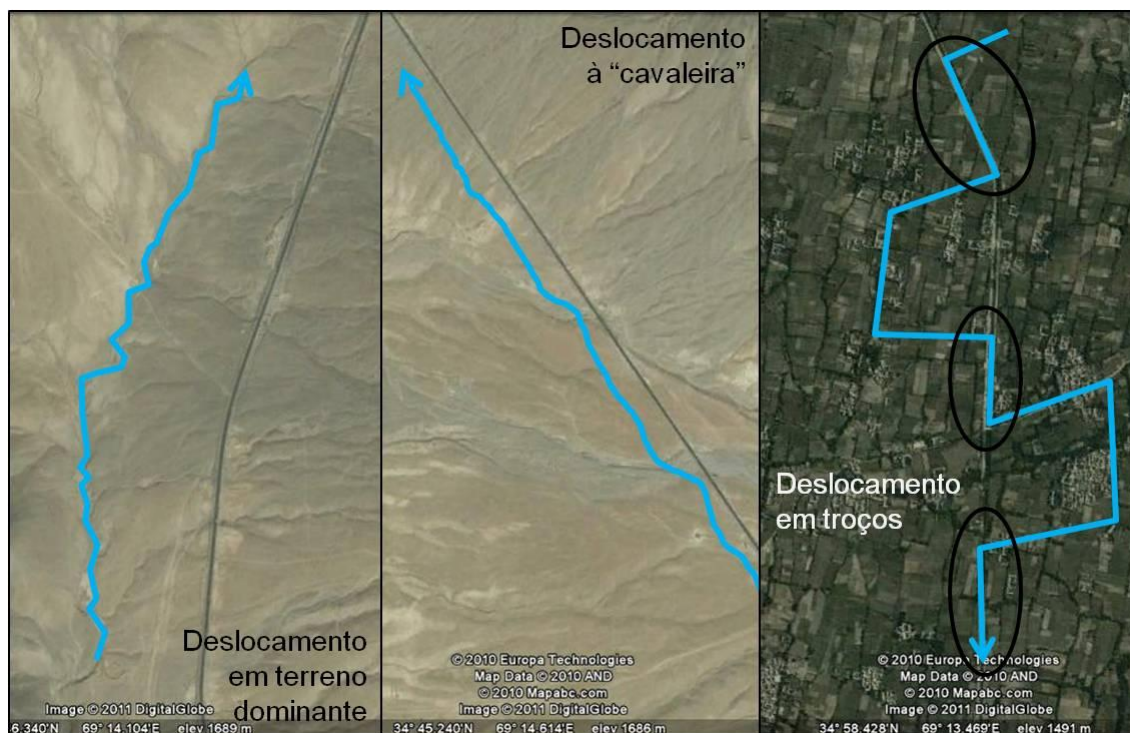 Deslocamento
em terreno
dominante
Image © 2011 DigitalGlobe
6.340'N 69° 14.104'E elev 1689 m
Deslocamento
à “cavaleira”
© 2010 Europa Technologies
Map Data © 2010 AND
© 2010 Mapabc.com
Image © 2011 DigitalGlobe
34° 45.240'N 69° 14.614'E elev 1686 m
Deslocamento
em troços
© 2010 Europa Technologies
Map Data © 2010 AND
© 2010 Mapabc.com
Image © 2011 DigitalGlobe
34° 58.428'N 69° 13.469'E elev 1491 m